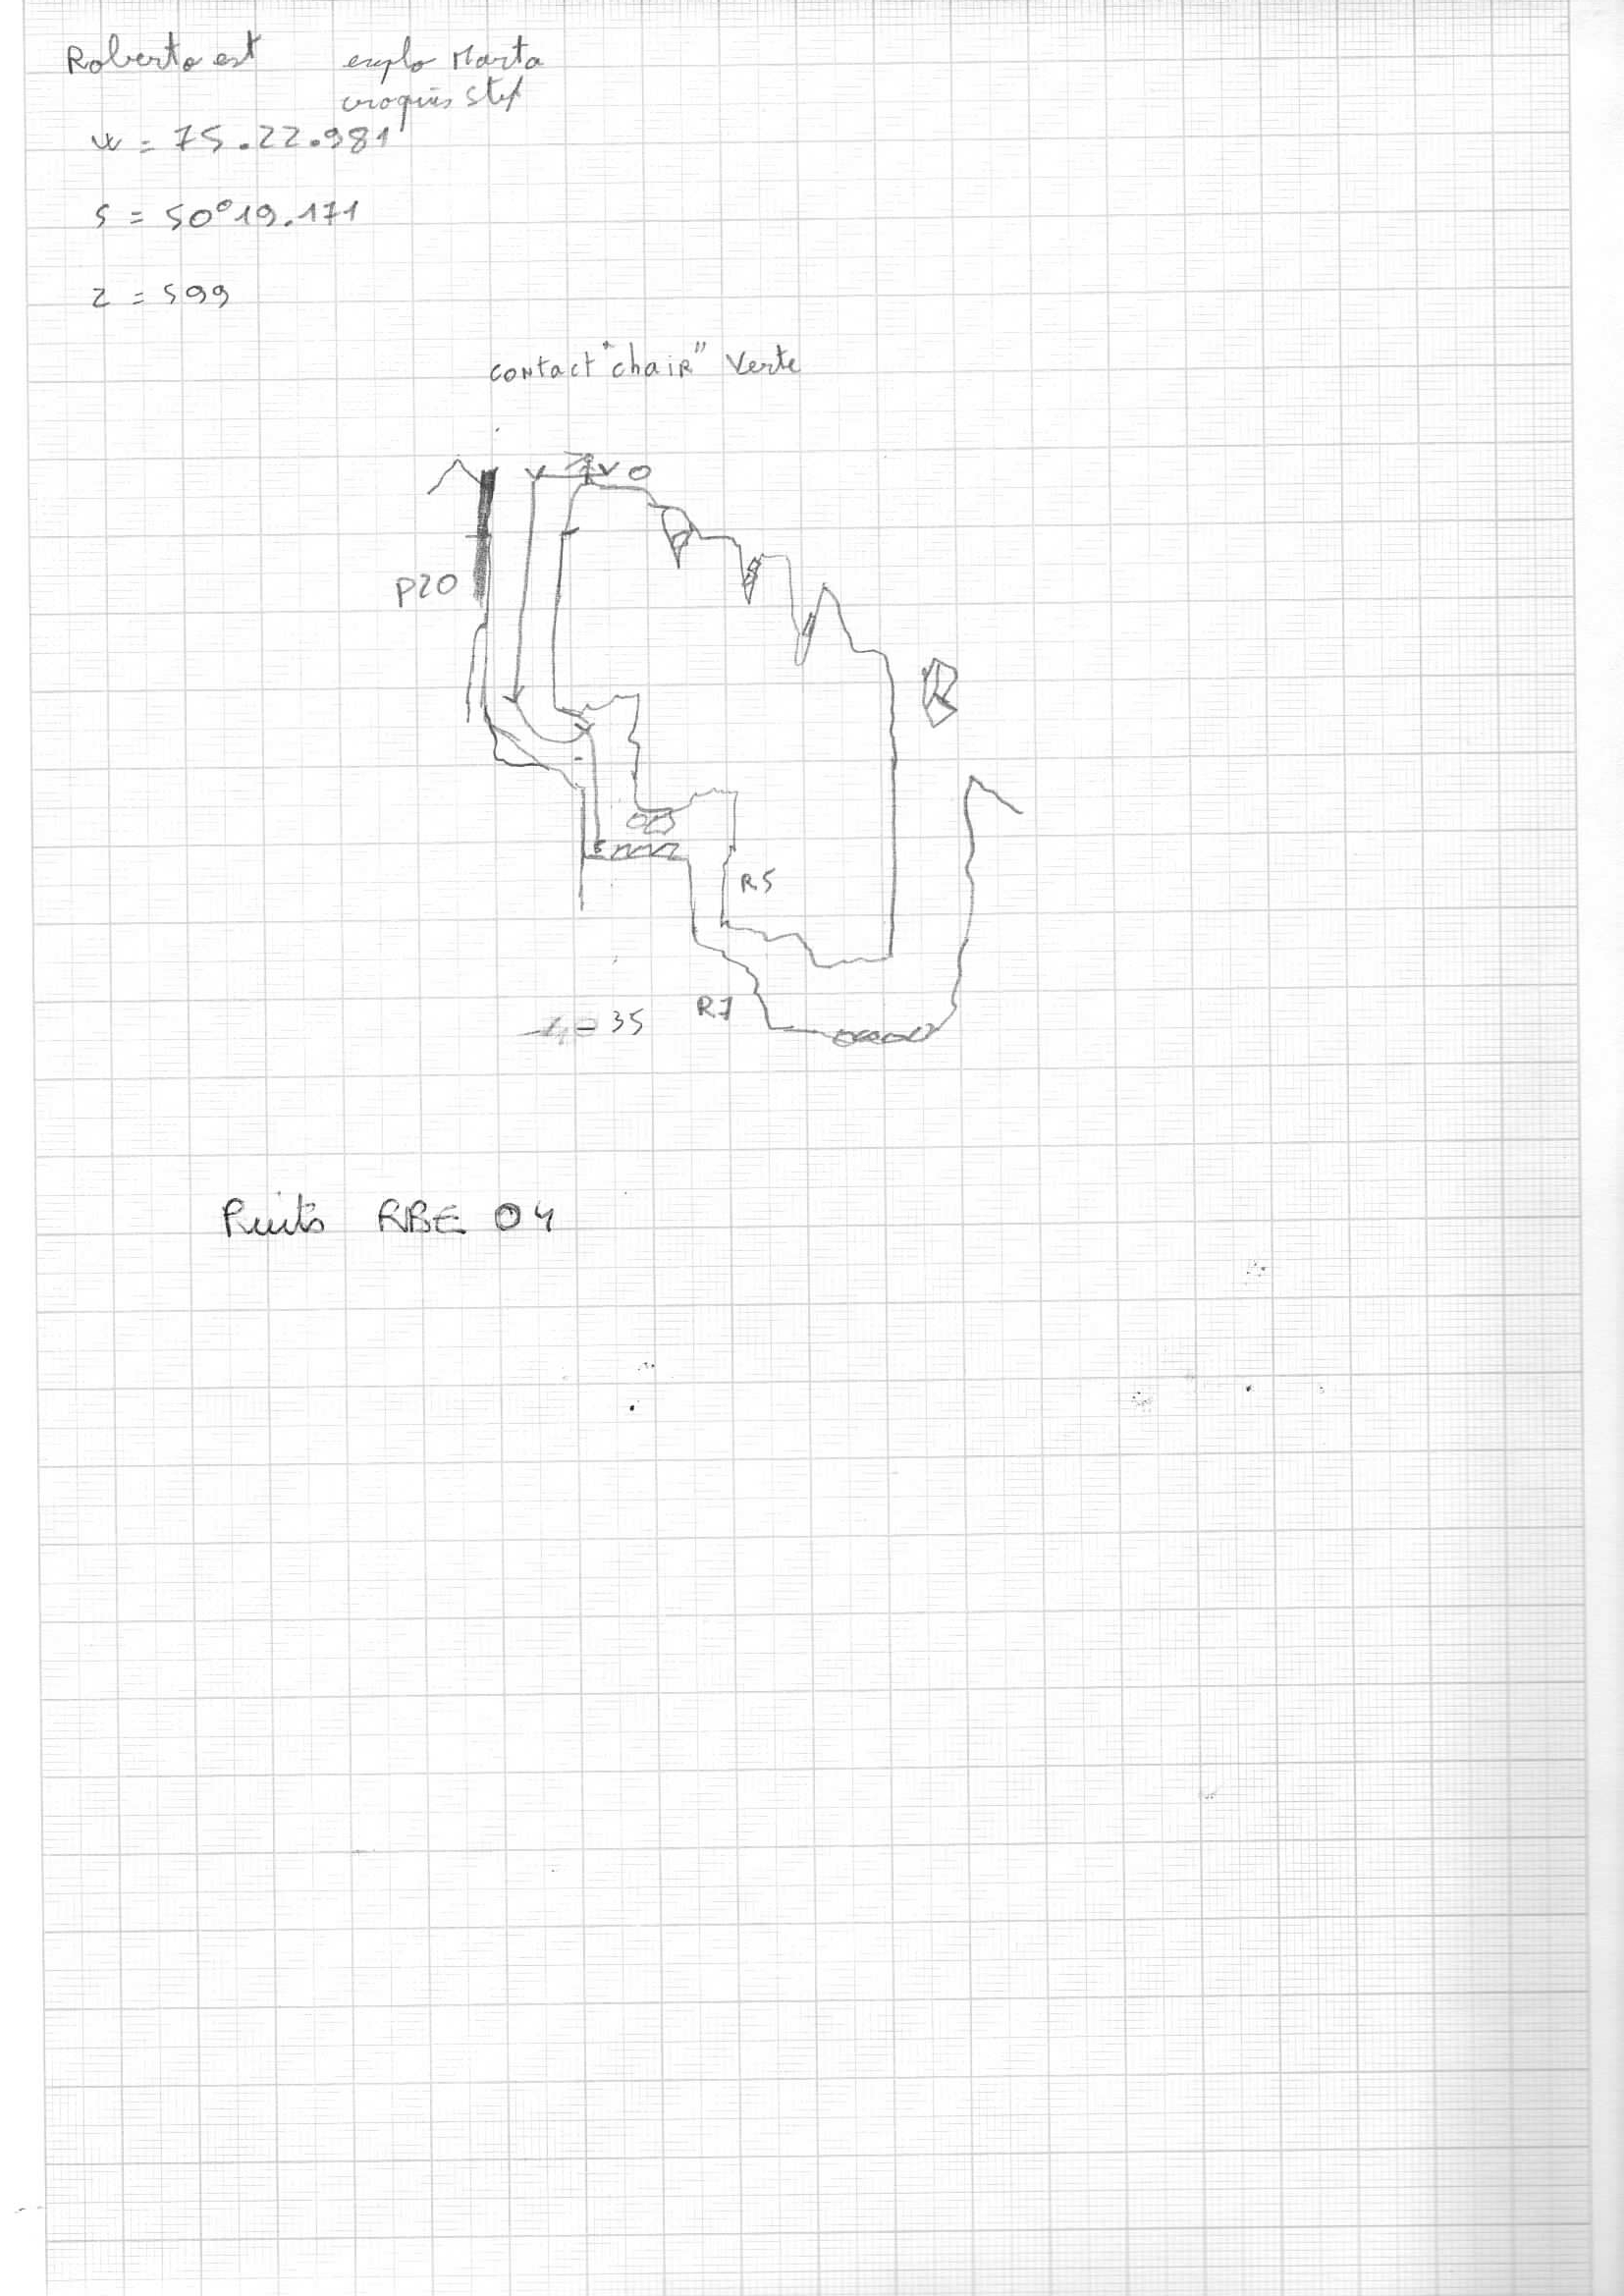 Roberto est
explo Marta
croquis Stef
W = 75.22.981
S = 50°19.171
Z = 599
contact "chair" Verte
P20
R5
R7
-35
Puits RBE 04